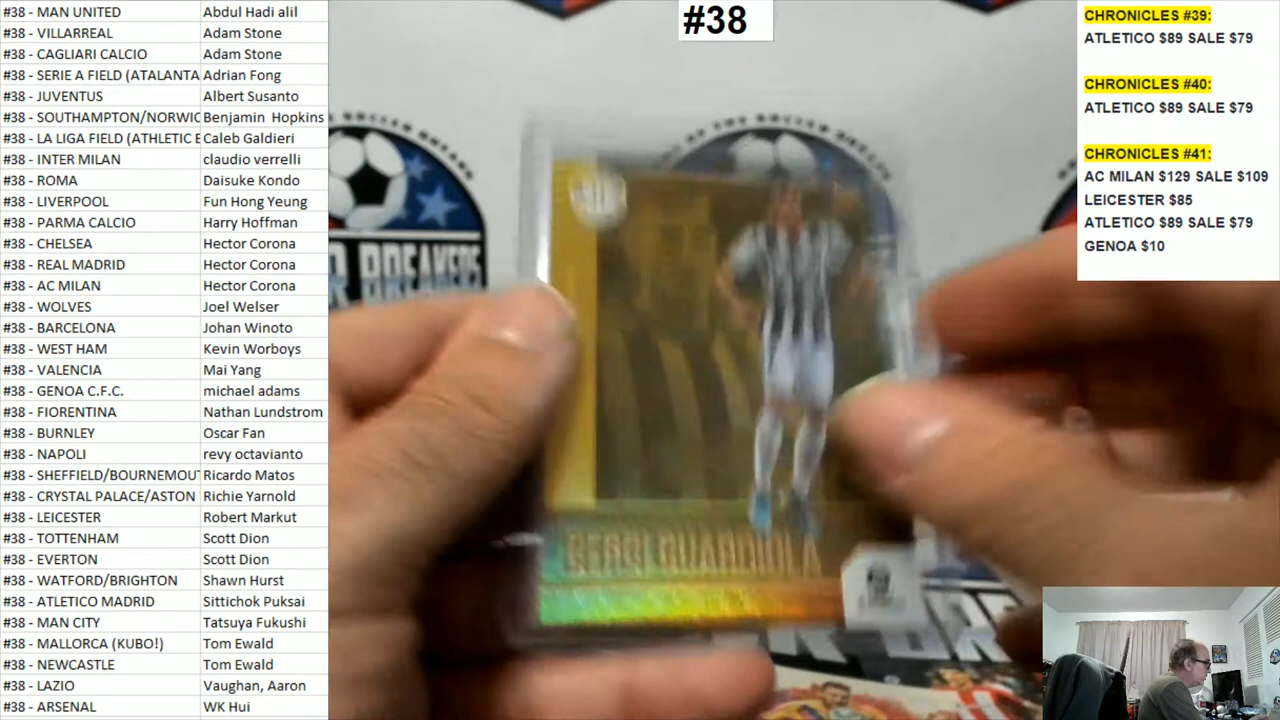 #38 - MAN UNITED Abdul Hadi alil
#38 - VILLARREAL Adam Stone
#38 - CAGLIARI CALCIO Adam Stone
#38 - SERIE A FIELD (ATALANTA Adrian Fong
#38 - JUVENTUS Albert Susanto
#38 - SOUTHAMPTON/NORWIC Benjamin Hopkins
#38 - LA LIGA FIELD (ATHLETIC E Caleb Galdieri
#38 - INTER MILAN claudio verrelli
#38 - ROMA Daisuke Kondo
#38 - LIVERPOOL Fun Hong Yeung
#38 - PARMA CALCIO Harry Hoffman
#38 - CHELSEA Hector Corona
#38 - REAL MADRID Hector Corona
#38 - AC MILAN Hector Corona
#38 - WOLVES Joel Welser
#38 - BARCELONA Johan Winoto
#38 - WEST HAM Kevin Worboys
#38 - VALENCIA Mai Yang
#38 - GENOA C.F.C. michael adams
#38 - FIORENTINA Nathan Lundstrom
#38 - BURNLEY Oscar Fan
#38 - NAPOLI revy octavianto
#38 - SHEFFIELD/BOURNEMOU Ricardo Matos
#38 - CRYSTAL PALACE/ASTON Richie Yarnold
#38 - LEICESTER Robert Markut
#38 - TOTTENHAM Scott Dion
#38 - EVERTON Scott Dion
#38 - WATFORD/BRIGHTON Shawn Hurst
#38 - ATLETICO MADRID Sittichok Puksai
#38 - MAN CITY Tatsuya Fukushi
#38 - MALLORCA (KUBO!) Tom Ewald
#38 - NEWCASTLE Tom Ewald
#38 - LAZIO Vaughan, Aaron
#38 - ARSENAL WK Hui
#38
SERGI GUARDIOLA
R BREAKERS
CHRONICLES #39:
ATLETICO $89 SALE $79
CHRONICLES #40:
ATLETICO $89 SALE $79
CHRONICLES #41:
AC MILAN $129 SALE $109
LEICESTER $85
ATLETICO $89 SALE $79
GENOA $10